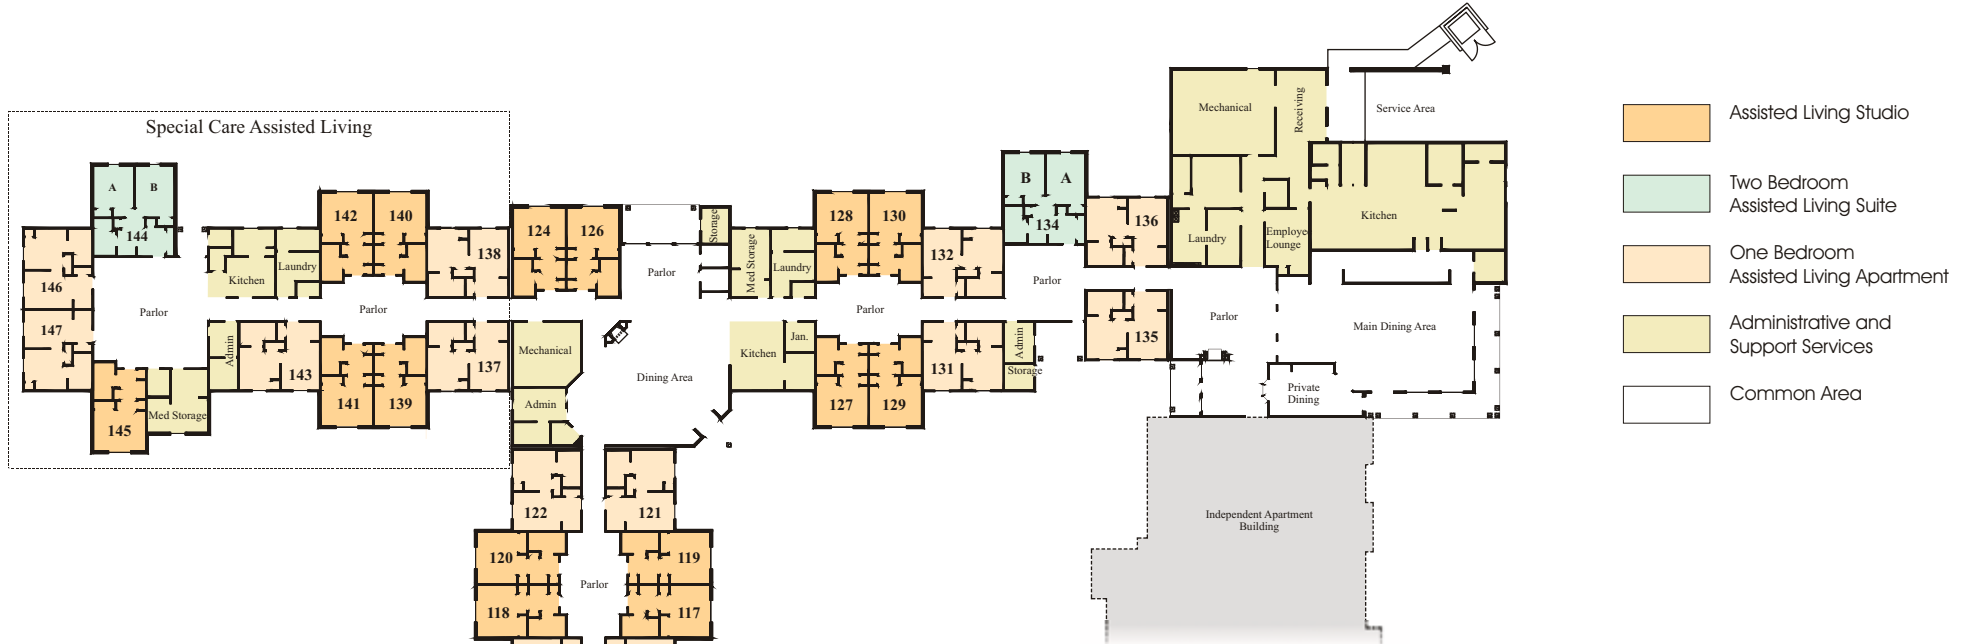 Special Care Assisted Living
A
B
144
146
147
Parlor
145
Med Storage
Kitchen
Laundry
Admin
143
142
140
Parlor
141
139
138
137
124
126
Mechanical
Admin
Parlor
Dining Area
Storage
Med Storage
Laundry
Kitchen
Jan.
128
130
Parlor
127
129
132
131
Admin
Storage
B
A
134
Parlor
136
135
Mechanical
Receiving
Service Area
Laundry
Employe
Lounge
Kitchen
Parlor
Main Dining Area
Private
Dining
Independent Apartment
Building
122
121
120
119
Parlor
118
117
Assisted Living Studio
Two Bedroom
Assisted Living Suite
One Bedroom
Assisted Living Apartment
Administrative and
Support Services
Common Area